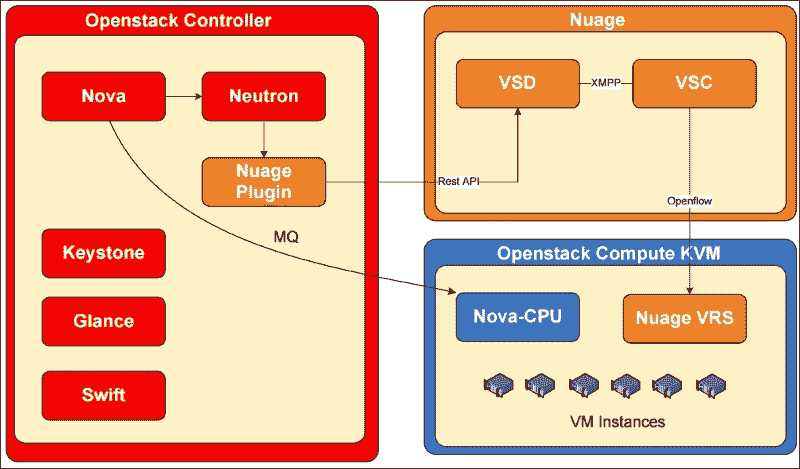 Openstack Controller
Nova
Neutron
Nuage
Plugin
MQ
Keystone
Glance
Swift
Nuage
VSD
XMPP
VSC
Rest API
Openflow
Openstack Compute KVM
Nova-CPU
Nuage VRS
VM Instances